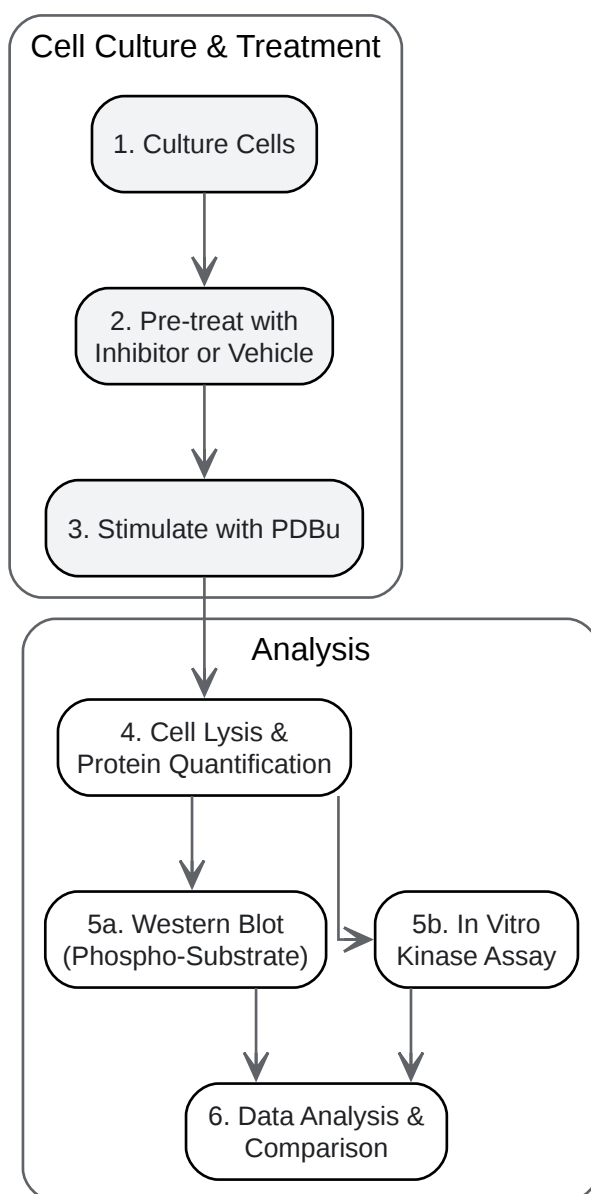 Cell Culture & Treatment
1. Culture Cells
2. Pre-treat with
Inhibitor or Vehicle
3. Stimulate with PDBu
Analysis
4. Cell Lysis &
Protein Quantification
5a. Western Blot
(Phospho-Substrate)
5b. In Vitro
Kinase Assay
6. Data Analysis &
Comparison